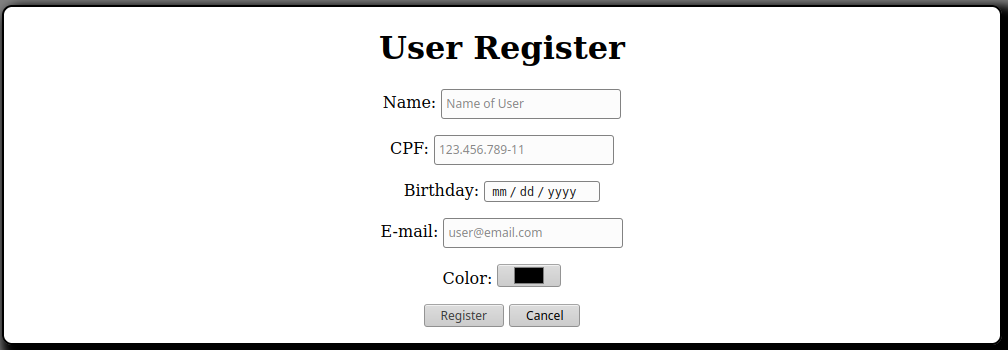 User Register
Name: Name of User
CPF: 123.456.789-11
Birthday: mm / dd / yyyy
E-mail: user@email.com
Color:
Register Cancel